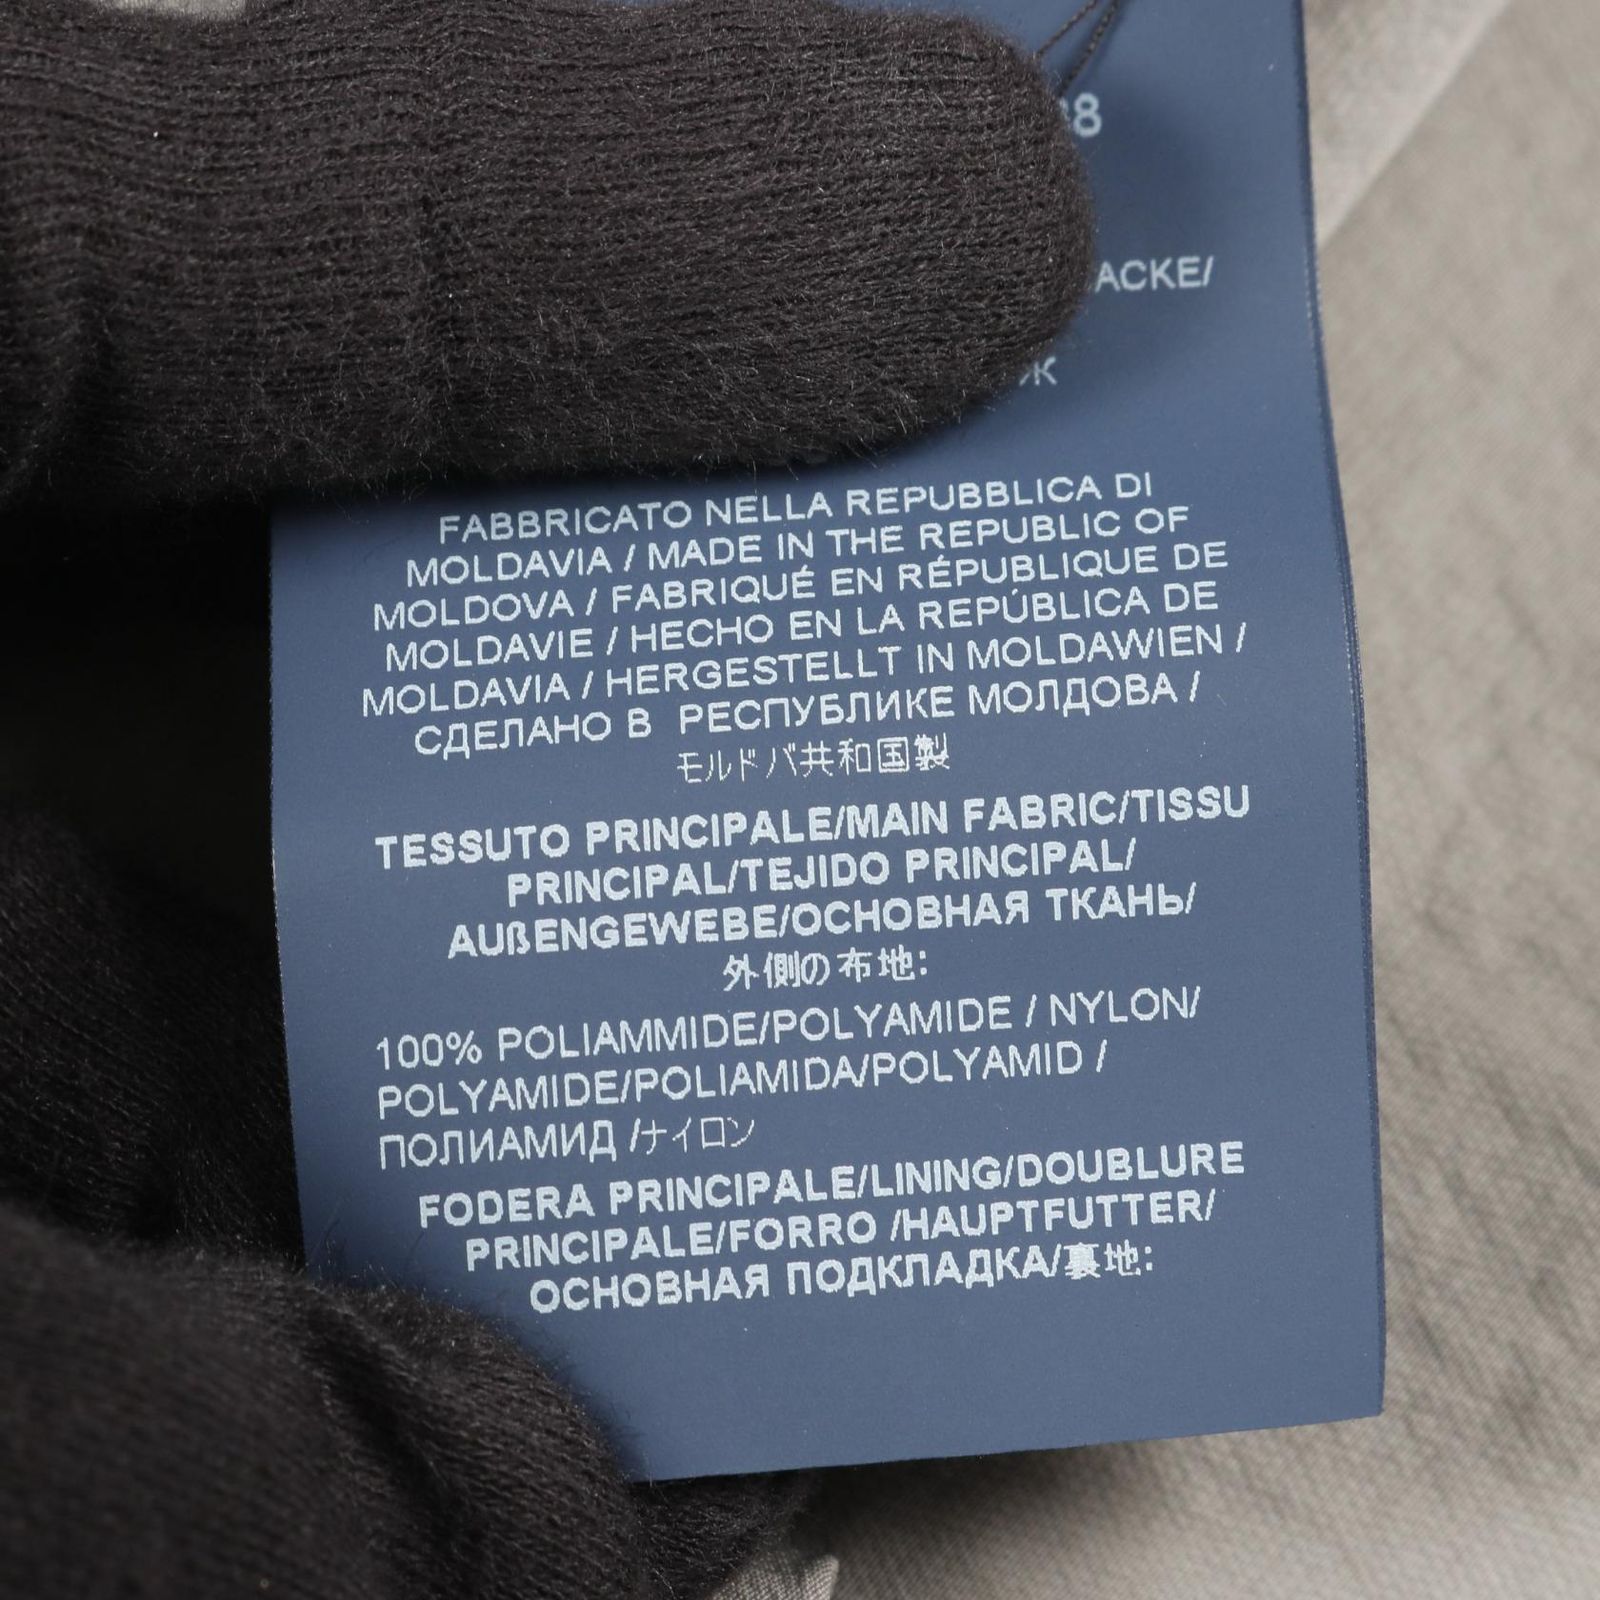 ACKE/
FABBRICATO NELLA REPUBBLICA DI
MOLDAVIA / MADE IN THE REPUBLIC OF
MOLDOVA / FABRIQUÉ EN RÉPUBLIQUE DE
MOLDAVIE / HECHO EN LA REPÚBLICA DE
MOLDAVIA / HERGESTELLT IN MOLDAWIEN /
СДЕЛАНО В РЕСПУБЛИКЕ МОЛДОВА /
モルドバ共和国製
TESSUTO PRINCIPALE/MAIN FABRIC/TISSU
PRINCIPAL/TEJIDO PRINCIPAL/
AUßENGEWEBE/ОСНОВНАЯ ТКАНЬ/
外側の布地:
100% POLIAMMIDE/POLYAMIDE / NYLON/
POLYAMIDE/POLIAMIDA/POLYAMID /
ПОЛИАМИД /ナイロン
FODERA PRINCIPALE/LINING/DOUBLURE
PRINCIPALE/FORRO /HAUPTFUTTER/
ОСНОВНАЯ ПОДКЛАДКА/裏地: